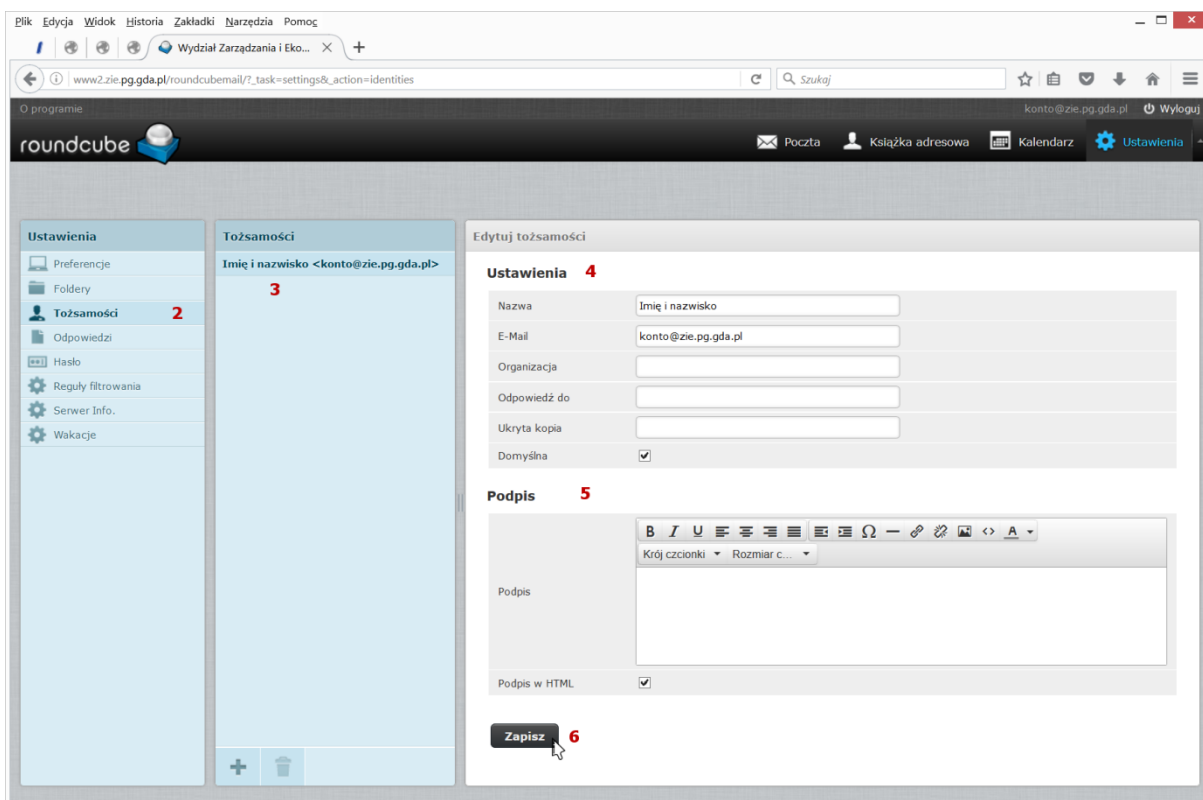 Plik Edycja Widok Historia Zakładki Narzędzia Pomoc
Wydział Zarządzania i Eko...
www2.zie.pg.gda.pl/roundcubemail/?_task=settings&_action=identities
Szukaj
O programie
konto@zie.pg.gda.pl Wyloguj
roundcube
Poczta Książka adresowa Kalendarz Ustawienia
Ustawienia
Preferencje
Foldery
Tożsamości 2
Odpowiedzi
Hasło
Reguły filtrowania
Serwer Info.
Wakacje
Tożsamości
Imię i nazwisko <konto@zie.pg.gda.pl>
3
Edytuj tożsamości
Ustawienia 4
Nazwa Imię i nazwisko
E-Mail konto@zie.pg.gda.pl
Organizacja
Odpowiedź do
Ukryta kopia
Domyślna
Podpis 5
B I U Ω A
Krój czcionki Rozmiar c...
Podpis
Podpis w HTML
Zapisz 6